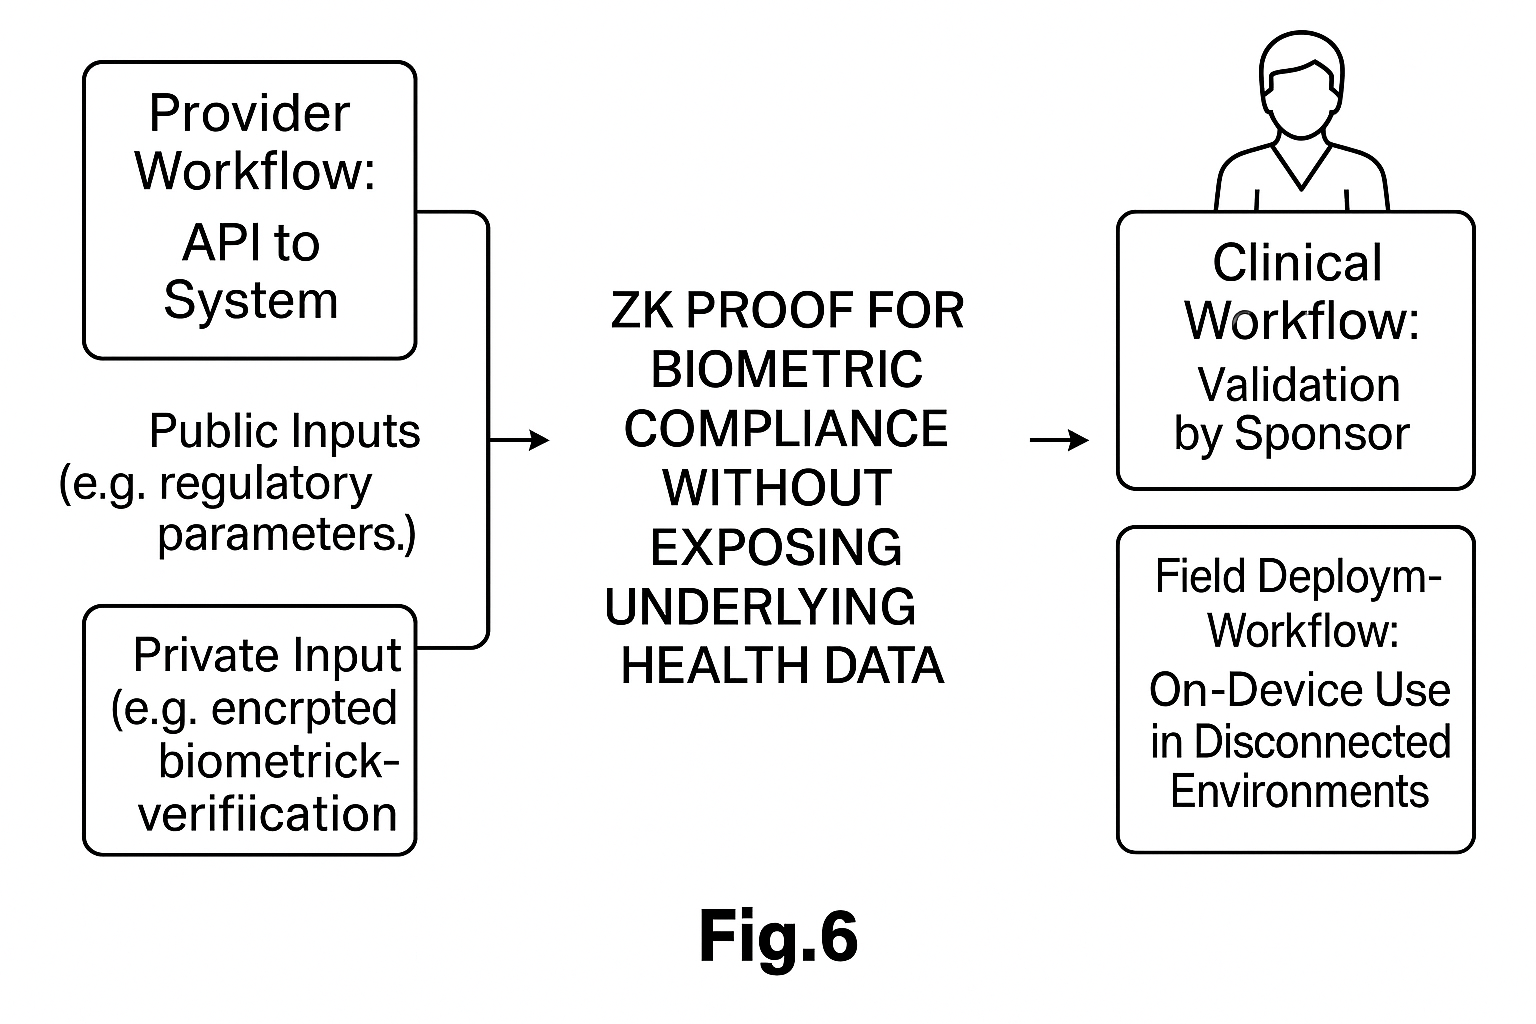 Provider
Workflow:
API to
System
Public Inputs
(e.g. regulatory
parameters.)
Private Input
(e.g. encrpted
biometrick-
verifiication
ZK PROOF FOR
BIOMETRIC
COMPLIANCE
WITHOUT
EXPOSING
UNDERLYING
HEALTH DATA
Clinical
Workflow:
Validation
by Sponsor
Field Deploym-
Workflow:
On-Device Use
in Disconnected
Environments
Fig.6